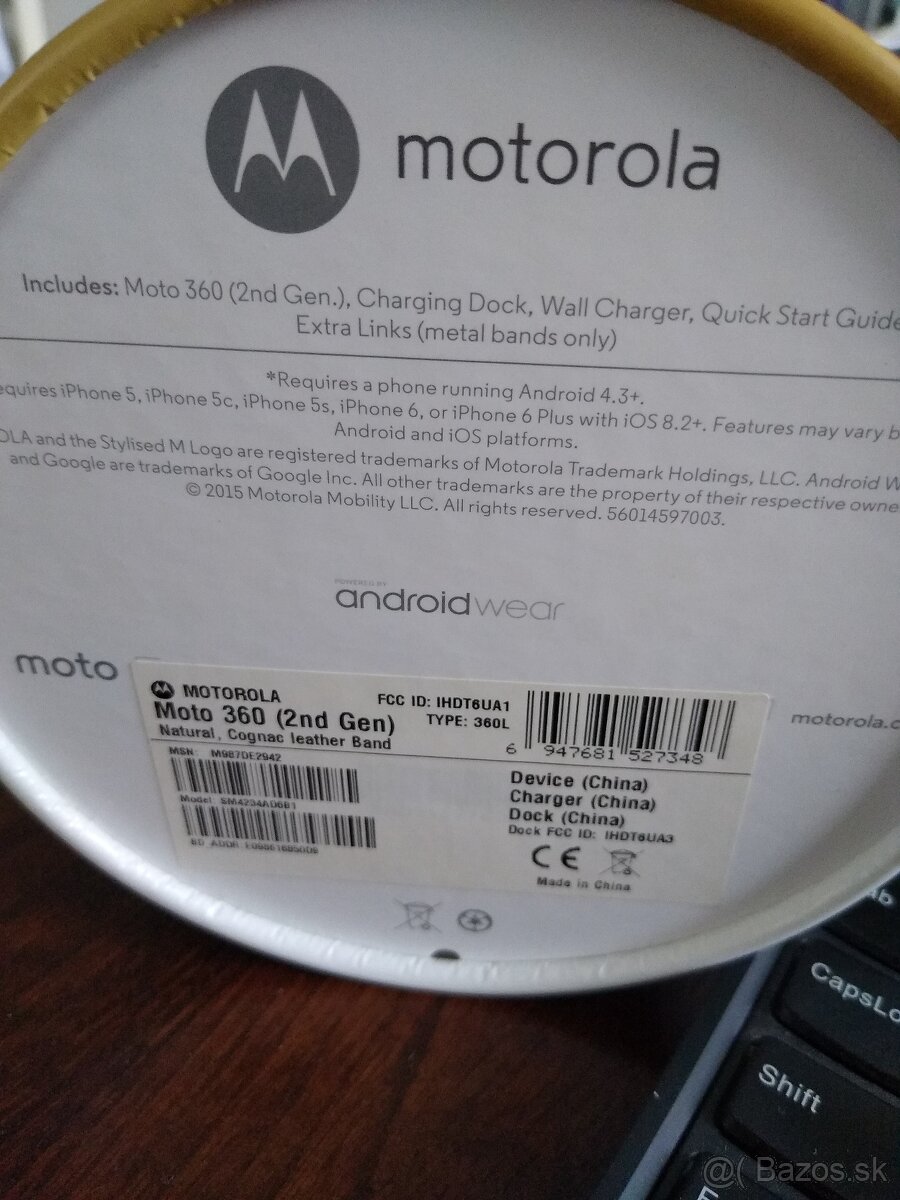 motorola
Includes: Moto 360 (2nd Gen.), Charging Dock, Wall Charger, Quick Start Guide
Extra Links (metal bands only)
*Requires a phone running Android 4.3+.
equires iPhone 5, iPhone 5c, iPhone 5s, iPhone 6, or iPhone 6 Plus with iOS 8.2+. Features may vary b
Android and iOS platforms.
OLA and the Stylised M Logo are registered trademarks of Motorola Trademark Holdings, LLC. Android W
and Google are trademarks of Google Inc. All other trademarks are the property of their respective owne
© 2015 Motorola Mobility LLC. All rights reserved. 56014597003.
POWERED BY
androidwear
moto
motorola.c
MOTOROLA
Moto 360 (2nd Gen)
Natural, Cognac leather Band
FCC ID: IHDT6UA1
TYPE: 360L
6 947681 527348
MSN: M987DE2942
Model: SM4234AD6B1
BD ADDR
Device (China)
Charger (China)
Dock (China)
Dock FCC ID: IHDT6UA3
CE
Made in China
CapsLo
Shift
@( Bazos.sk